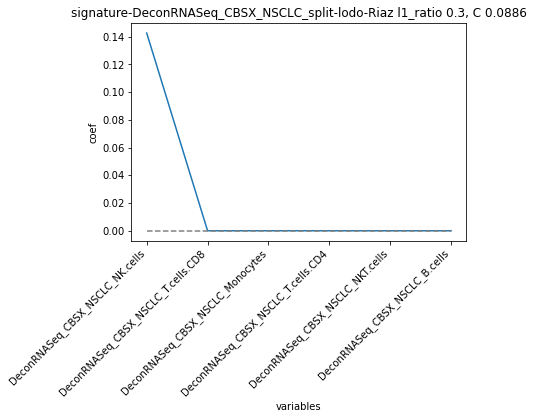 signature-DeconRNASeq_CBSX_NSCLC_split-lodo-Riaz l1_ratio 0.3, C 0.0886
0.14
0.12
0.10
0.08
0.06
0.04
0.02
0.00
coef
DeconRNASeq_CBSX_NSCLC_NK.cells
DeconRNASeq_CBSX_NSCLC_T.cells.CD8
DeconRNASeq_CBSX_NSCLC_Monocytes
DeconRNASeq_CBSX_NSCLC_T.cells.CD4
DeconRNASeq_CBSX_NSCLC_NKT.cells
DeconRNASeq_CBSX_NSCLC_B.cells
variables